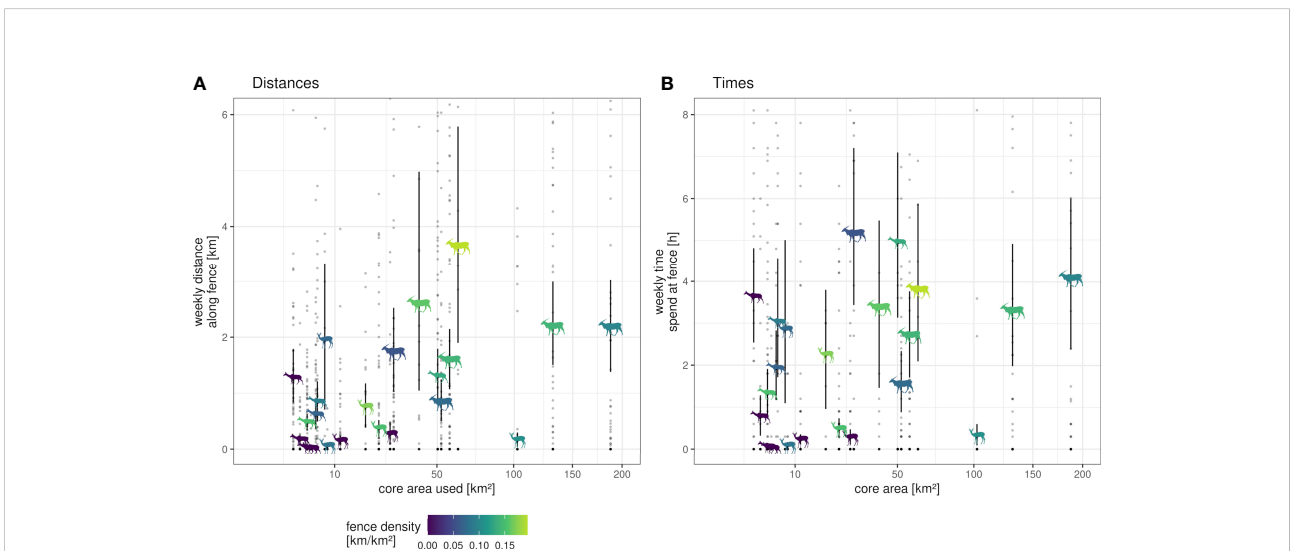 A Distances
B Times
6
4
2
0
weekly distance
along fence [km]
10 50 100 150 200
core area used [km²]
8
6
4
2
0
weekly time
spend at fence [h]
10 50 100 150 200
core area [km²]
fence density
[km/km²]
0.00 0.05 0.10 0.15